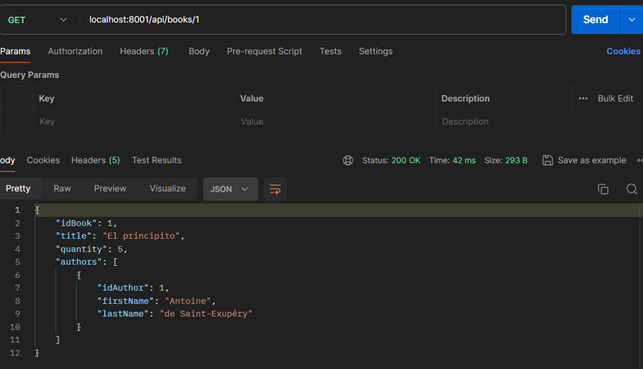 GET localhost:8001/api/books/1 Send
Params Authorization Headers (7) Body Pre-request Script Tests Settings Cookies
Query Params
Key Value Description ••• Bulk Edit
Key Value Description
ody Cookies Headers (5) Test Results Status: 200 OK Time: 42 ms Size: 293 B Save as example
Pretty Raw Preview Visualize JSON
1 {
2 "idBook": 1,
3 "title": "El principito",
4 "quantity": 5,
5 "authors": [
6 {
7 "idAuthor": 1,
8 "firstName": "Antoine",
9 "lastName": "de Saint-Exupéry"
10 }
11 ]
12 }